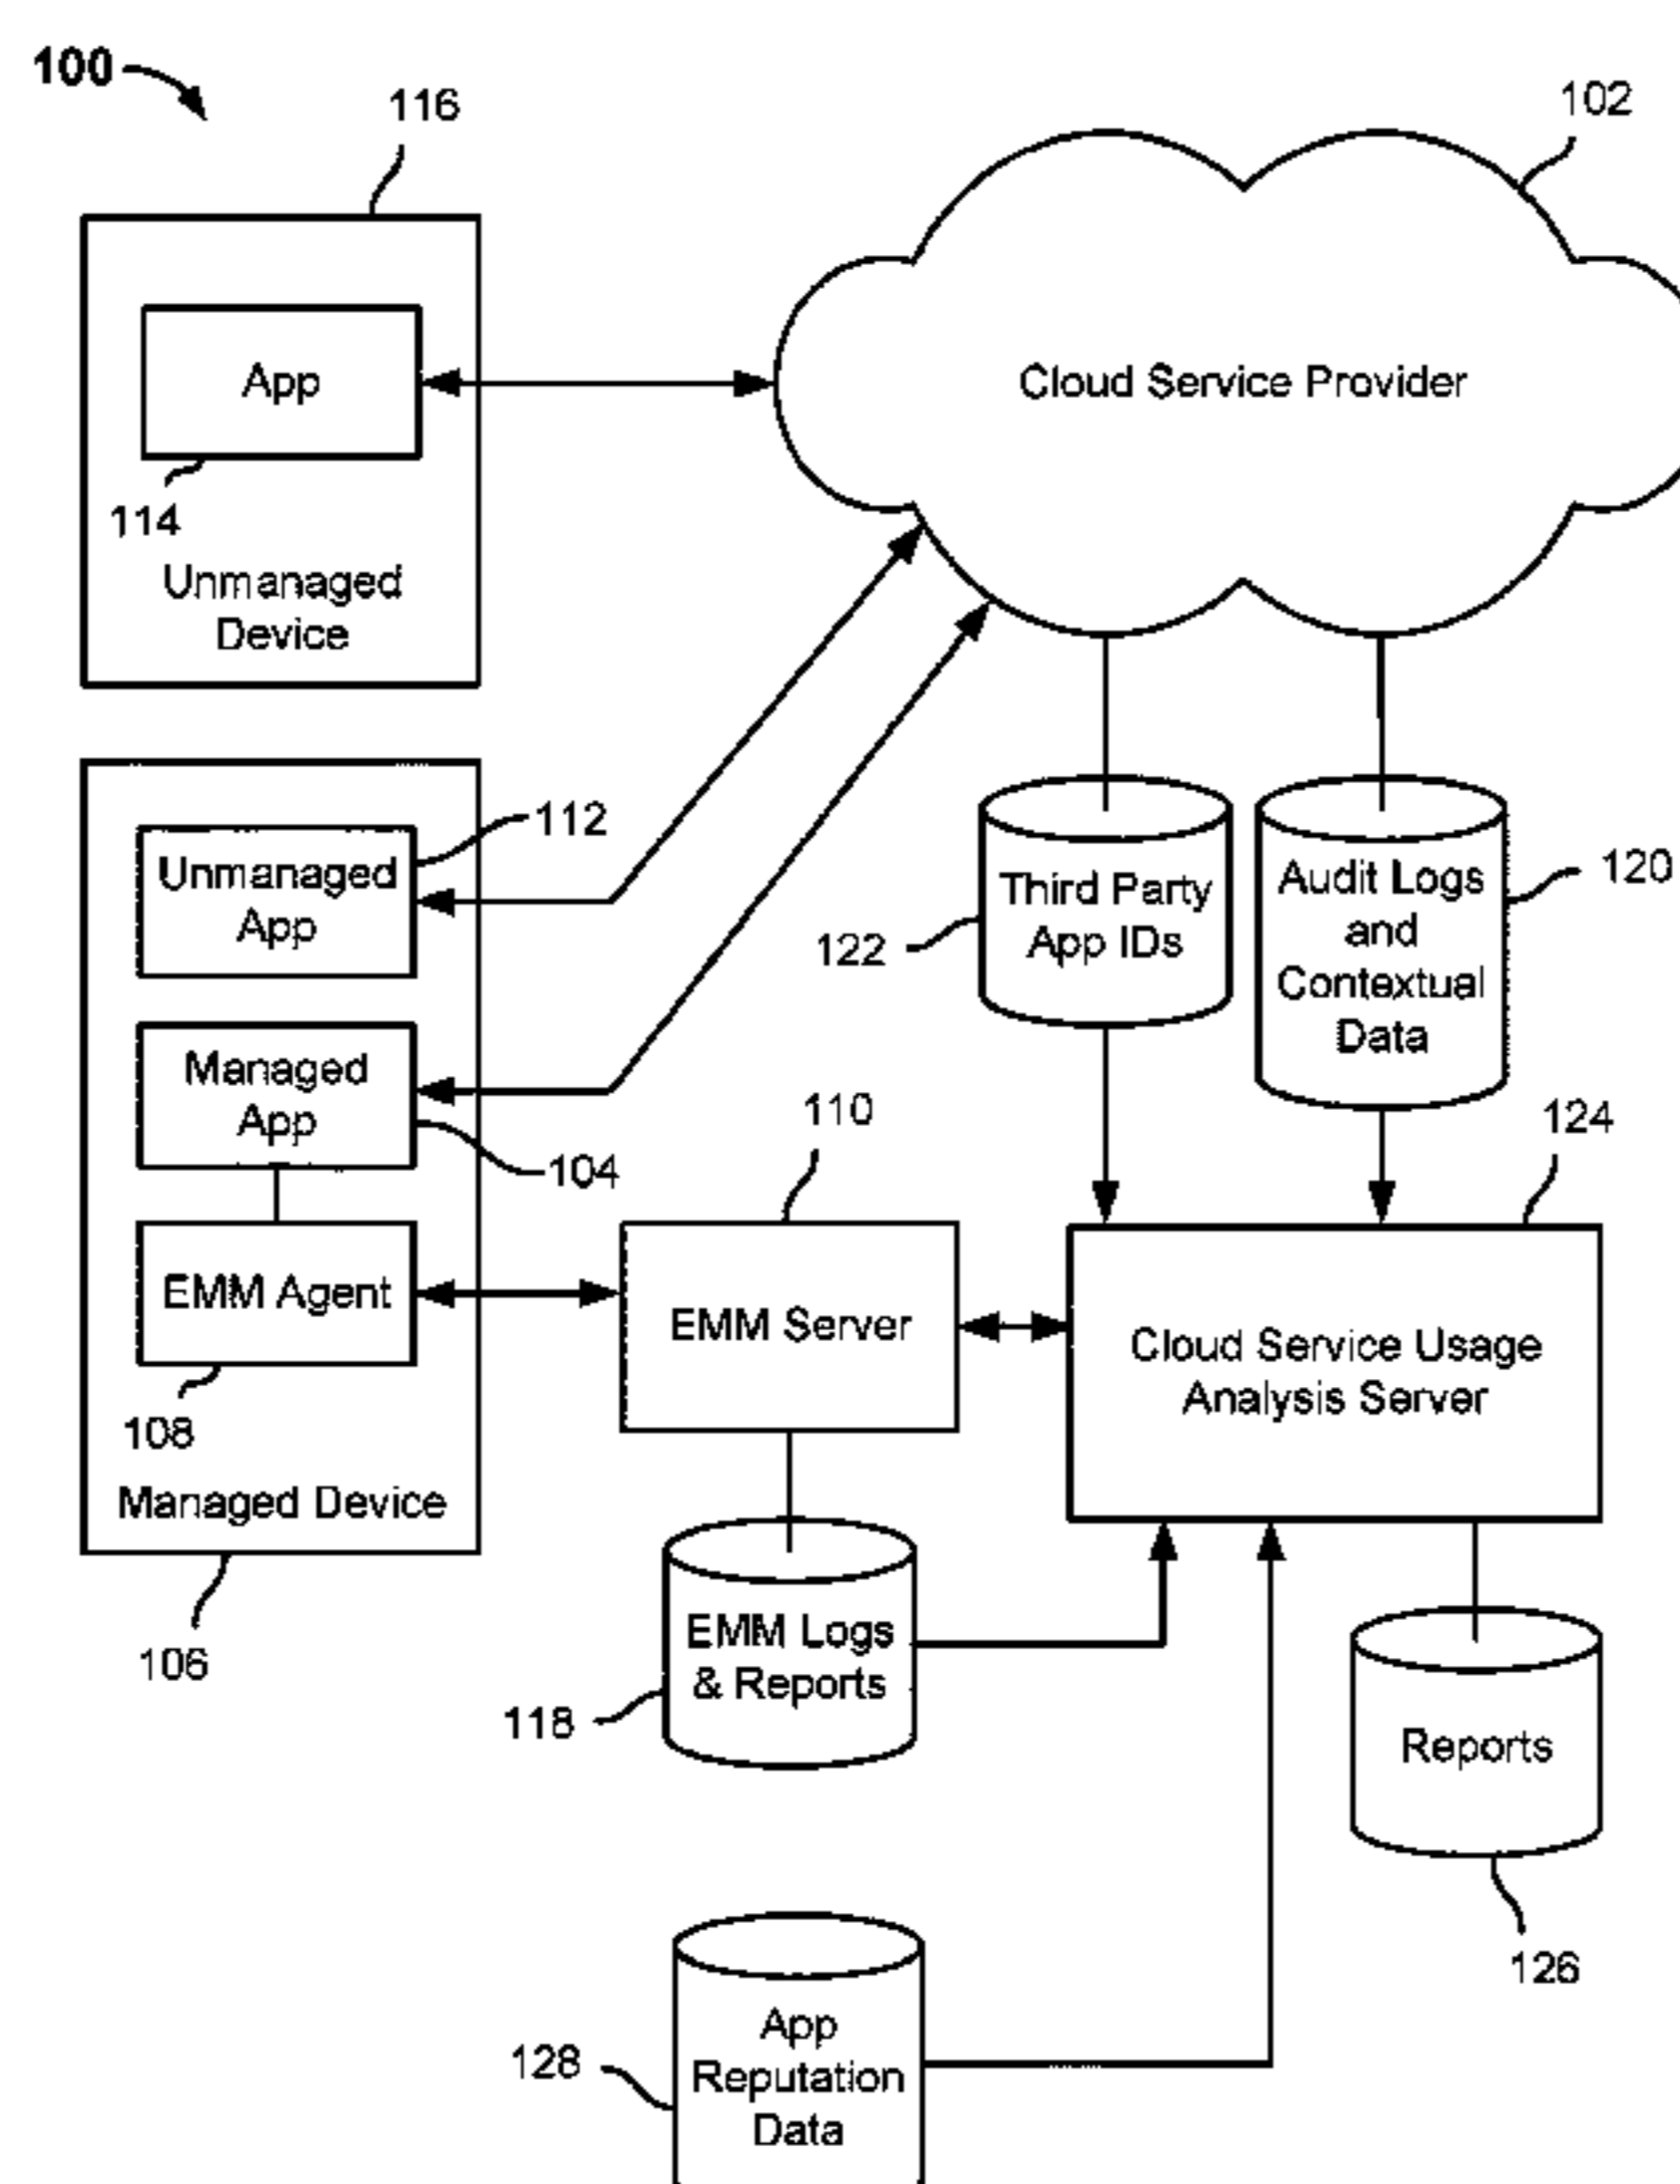 100
116
102
App
Cloud Service Provider
114
Unmanaged
Device
112
Unmanaged
App
Third Party
App IDs
122
Audit Logs
and
Contextual
Data
120
Managed
App
104
110
124
EMM Agent
EMM Server
Cloud Service Usage
Analysis Server
108
Managed Device
106
EMM Logs
& Reports
118
Reports
126
App
Reputation
Data
128